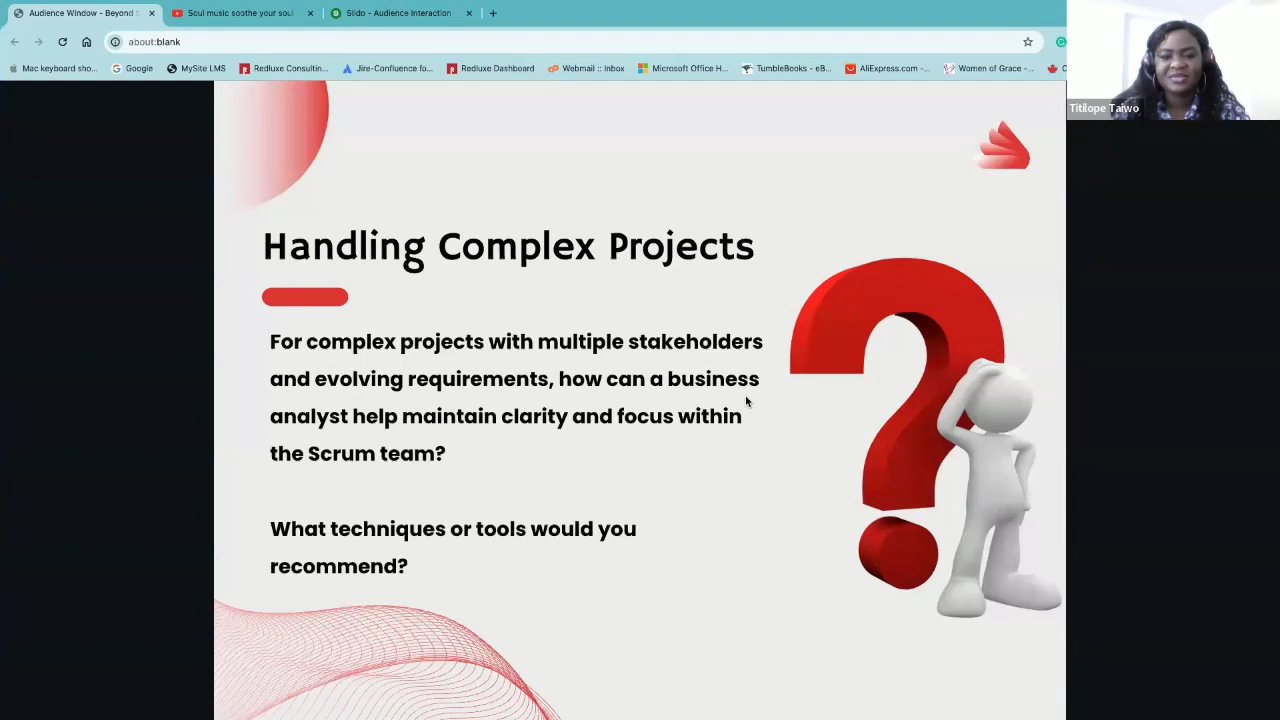 Audience Window - Beyond
Soul music soothe your soul
Slido - Audience Interaction
about:blank
Mac keyboard sho...
Google
MySite LMS
Redluxe Consultin...
Jire-Confluence fo...
Redluxe Dashboard
Webmail :: Inbox
Microsoft Office H...
TumbleBooks - eB...
AliExpress.com -...
Women of Grace -...
Titilope Taiwo
Handling Complex Projects
For complex projects with multiple stakeholders
and evolving requirements, how can a business
analyst help maintain clarity and focus within
the Scrum team?
What techniques or tools would you
recommend?